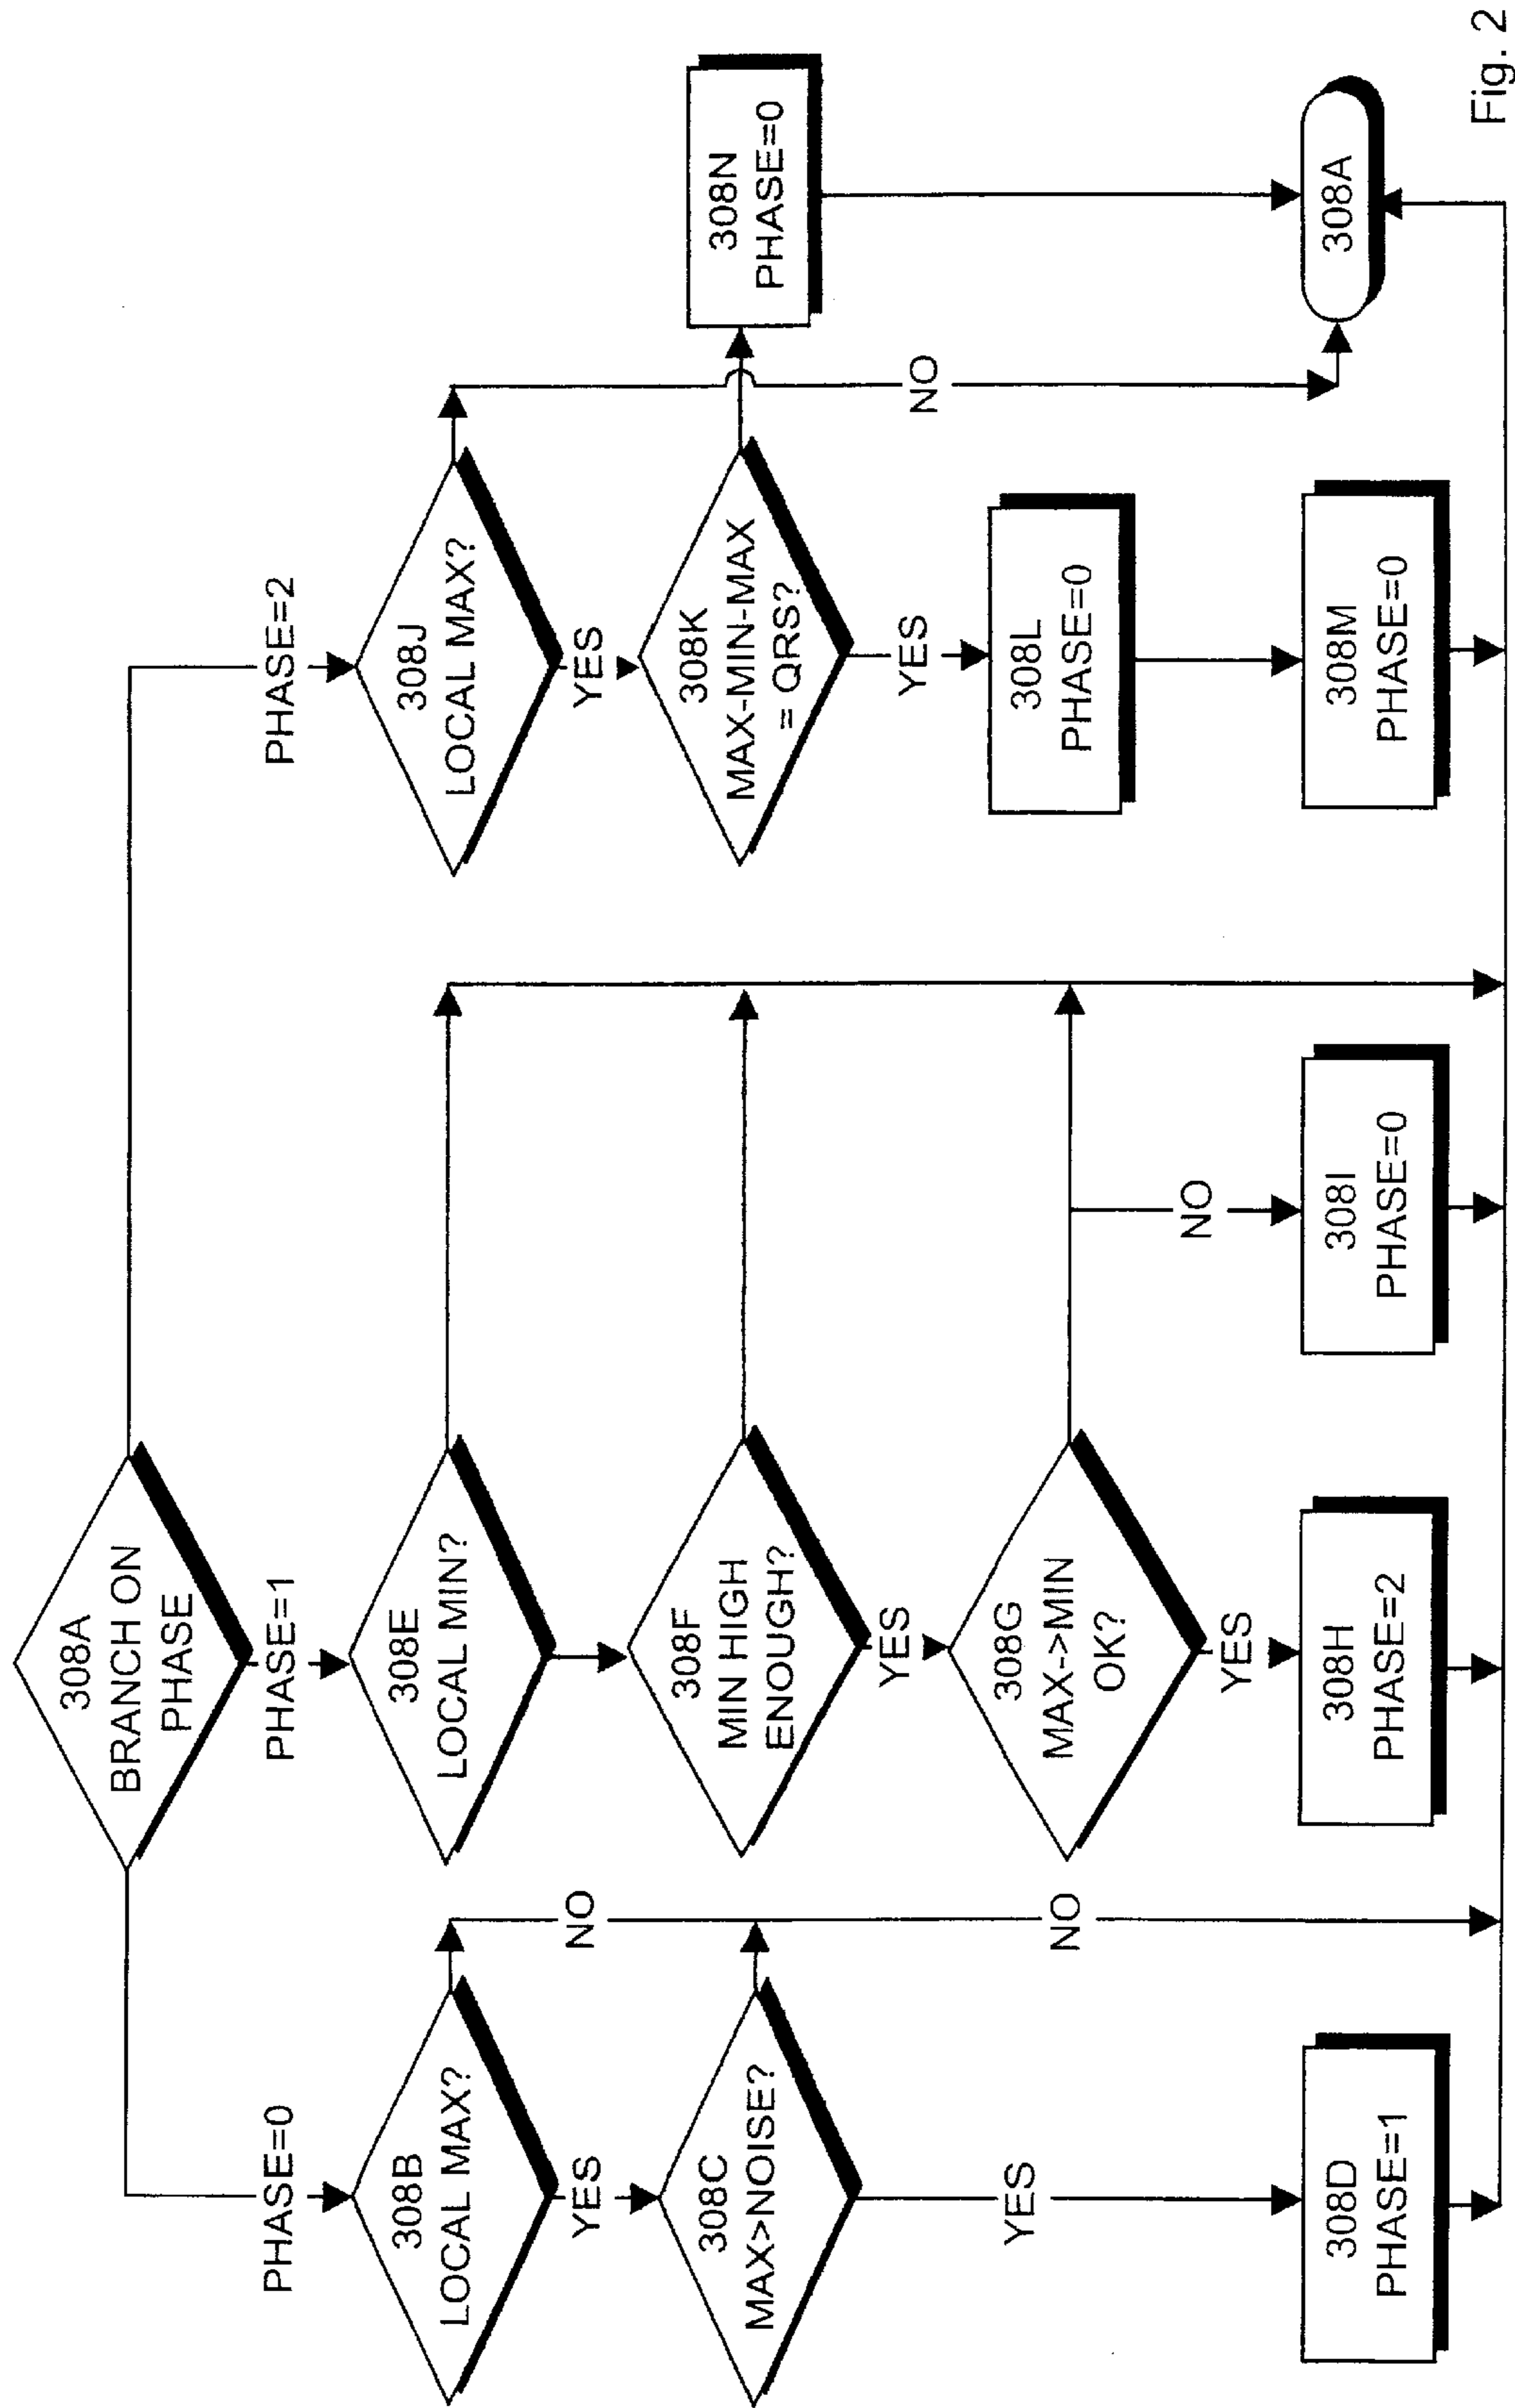 308A
BRANCH ON
PHASE
PHASE=0
PHASE=1
PHASE=2
308B
LOCAL MAX?
YES
NO
308C
MAX>NOISE?
YES
NO
308D
PHASE=1
308E
LOCAL MIN?
308F
MIN HIGH
ENOUGH?
YES
308G
MAX->MIN
OK?
YES
NO
308H
PHASE=2
308I
PHASE=0
308J
LOCAL MAX?
YES
NO
308K
MAX-MIN-MAX
= QRS?
YES
308L
PHASE=0
308M
PHASE=0
308N
PHASE=0
308A
Fig. 2